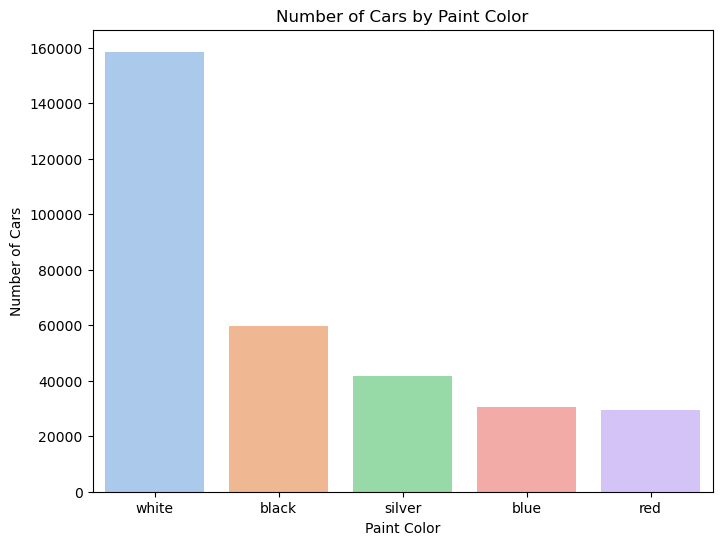 Number of Cars by Paint Color
160000
140000
120000
100000
80000
60000
40000
20000
0
Number of Cars
white black silver blue red
Paint Color